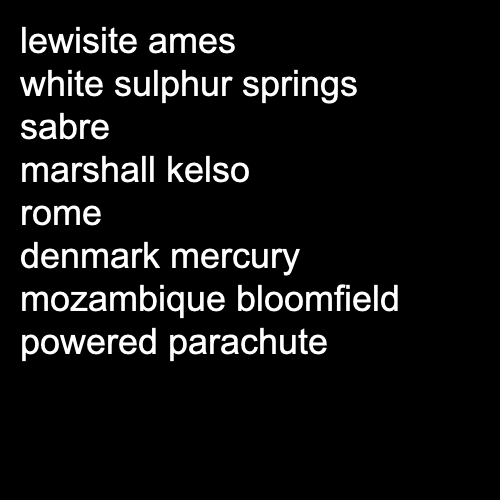 lewisite ames
white sulphur springs
sabre
marshall kelso
rome
denmark mercury
mozambique bloomfield
powered parachute